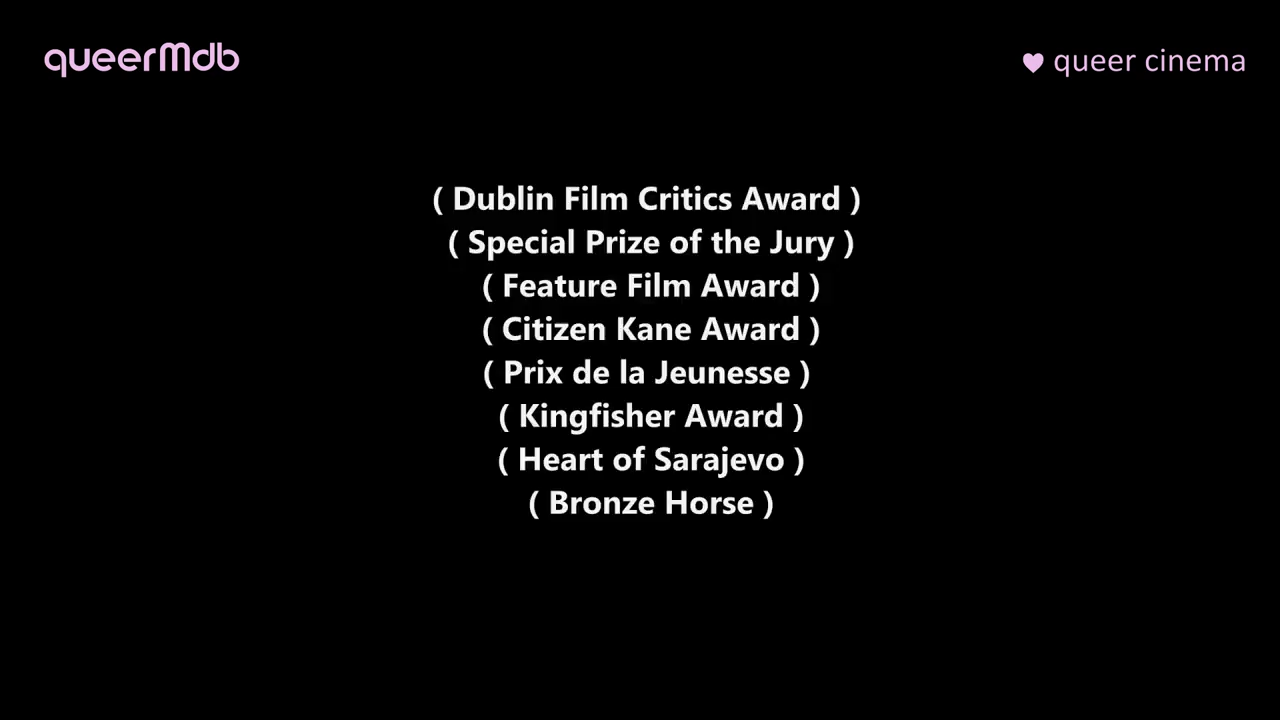 queerMdb
♥ queer cinema
( Dublin Film Critics Award )
( Special Prize of the Jury )
( Feature Film Award )
( Citizen Kane Award )
( Prix de la Jeunesse )
( Kingfisher Award )
( Heart of Sarajevo )
( Bronze Horse )